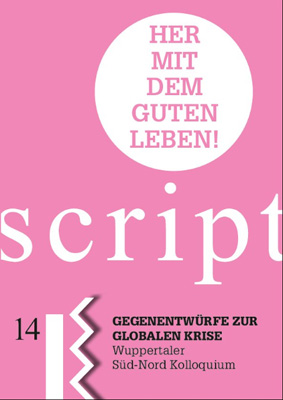 HER
MIT
DEM
GUTEN
LEBEN!
script
14
GEGENENTWÜRFE ZUR
GLOBALEN KRISE
Wuppertaler
Süd-Nord Kolloquium